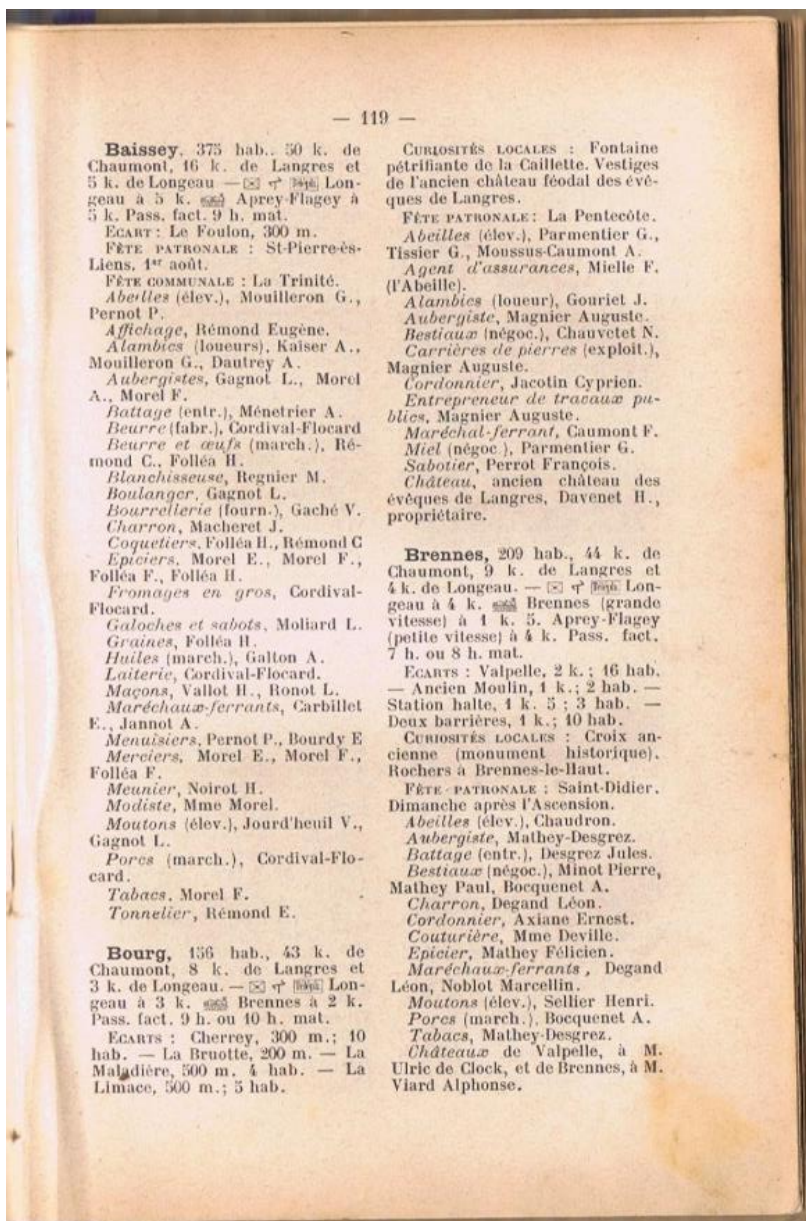 — 119 —
Baissey, 375 hab., 50 k. de
Chaumont, 16 k. de Langres et
5 k. de Longeau — Lon-
geau à 5 k. Aprey-Flagey à
5 k. Pass. fact. 9 h. mat.
ECART : Le Foulon, 300 m.
FÊTE PATRONALE : St-Pierre-ès-
Liens, 1er août.
FÊTE COMMUNALE : La Trinité.
Abeilles (élev.), Mouilleron G.,
Pernot P.
Affichage, Rémond Eugène.
Alambics (loueurs), Kaiser A.,
Mouilleron G., Dautrey A.
Aubergistes, Gagnot L., Morel
A., Morel F.
Battage (entr.), Ménetrier A.
Beurre (fabr.), Cordival-Flocard
Beurre et œufs (march.), Ré-
mond C., Folléa H.
Blanchisseuse, Regnier M.
Boulanger, Gagnot L.
Bourrellerie (fourn.), Gaché V.
Charron, Macheret J.
Coquetiers, Folléa H., Rémond C
Epiciers, Morel E., Morel F.,
Folléa F., Folléa H.
Fromages en gros, Cordival-
Flocard.
Galoches et sabots, Moliard L.
Graines, Folléa H.
Huiles (march.), Galton A.
Laiterie, Cordival-Flocard.
Maçons, Vallot H., Ronot L.
Maréchaux-ferrants, Carbillet
E., Jannot A.
Menuisiers, Pernot P., Bourdy E
Merciers, Morel E., Morel F.,
Folléa F.
Meunier, Noirot H.
Modiste, Mme Morel.
Moutons (élev.), Jourd'heuil V.,
Gagnot L.
Porcs (march.), Cordival-Flo-
card.
Tabacs, Morel F.
Tonnelier, Rémond E.
Bourg, 156 hab., 43 k. de
Chaumont, 8 k. de Langres et
3 k. de Longeau. — Lon-
geau à 3 k. Brennes à 2 k.
Pass. fact. 9 h. ou 10 h. mat.
ECARTS : Cherrey, 300 m.; 10
hab. — La Bruotte, 200 m. — La
Maladière, 500 m. 4 hab. — La
Limace, 500 m.; 5 hab.
CURIOSITÉS LOCALES : Fontaine
pétrifiante de la Caillette. Vestiges
de l'ancien château féodal des évê-
ques de Langres.
FÊTE PATRONALE : La Pentecôte.
Abeilles (élev.), Parmentier G.,
Tissier G., Moussus-Caumont A.
Agent d'assurances, Mielle F.
(l'Abeille).
Alambics (loueur), Gouriet J.
Aubergiste, Magnier Auguste.
Bestiaux (négoc.), Chauvetet N.
Carrières de pierres (exploit.),
Magnier Auguste.
Cordonnier, Jacotin Cyprien.
Entrepreneur de travaux pu-
blics, Magnier Auguste.
Maréchal-ferrant, Caumont F.
Miel (négoc.), Parmentier G.
Sabotier, Perrot François.
Château, ancien château des
évêques de Langres, Davenet H.,
propriétaire.
Brennes, 209 hab., 44 k. de
Chaumont, 9 k. de Langres et
4 k. de Longeau. — Lon-
geau à 4 k. Brennes (grande
vitesse) à 1 k. 5. Aprey-Flagey
(petite vitesse) à 4 k. Pass. fact.
7 h. ou 8 h. mat.
ECARTS : Valpelle, 2 k.; 16 hab.
— Ancien Moulin, 1 k.; 2 hab. —
Station halte, 1 k. 5 ; 3 hab. —
Deux barrières, 1 k.; 10 hab.
CURIOSITÉS LOCALES : Croix an-
cienne (monument historique).
Rochers à Brennes-le-Haut.
FÊTE PATRONALE : Saint-Didier.
Dimanche après l'Ascension.
Abeilles (élev.), Chaudron.
Aubergiste, Mathey-Desgrez.
Battage (entr.), Desgrez Jules.
Bestiaux (négoc.), Minot Pierre,
Mathey Paul, Bocquenet A.
Charron, Degand Léon.
Cordonnier, Axiane Ernest.
Couturière, Mme Deville.
Epicier, Mathey Félicien.
Maréchaux-ferrants, Degand
Léon, Noblot Marcellin.
Moutons (élev.), Sellier Henri.
Porcs (march.), Bocquenet A.
Tabacs, Mathey-Desgrez.
Châteaux de Valpelle, à M.
Ulric de Clock, et de Brennes, à M.
Viard Alphonse.